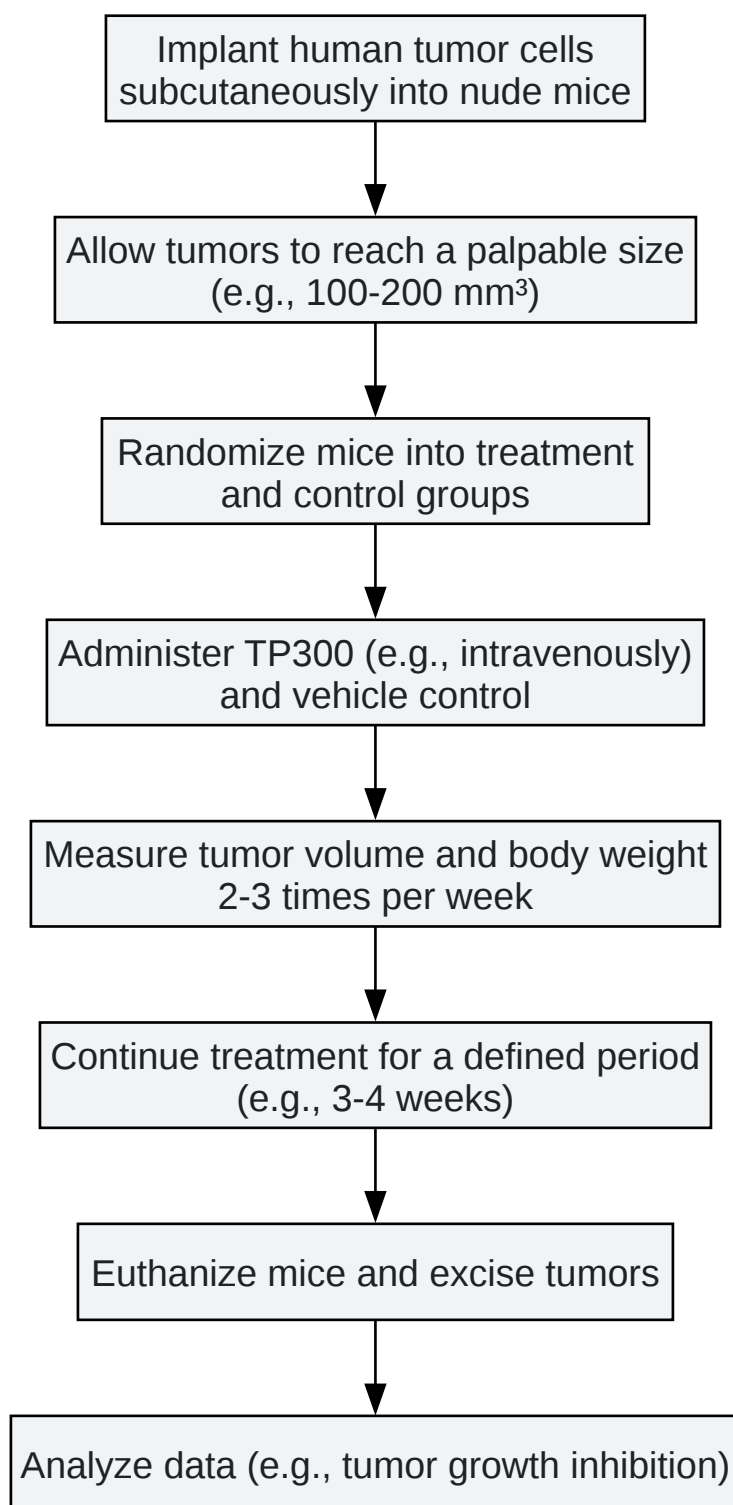 Implant human tumor cells
subcutaneously into nude mice
Allow tumors to reach a palpable size
(e.g., 100-200 mm³)
Randomize mice into treatment
and control groups
Administer TP300 (e.g., intravenously)
and vehicle control
Measure tumor volume and body weight
2-3 times per week
Continue treatment for a defined period
(e.g., 3-4 weeks)
Euthanize mice and excise tumors
Analyze data (e.g., tumor growth inhibition)